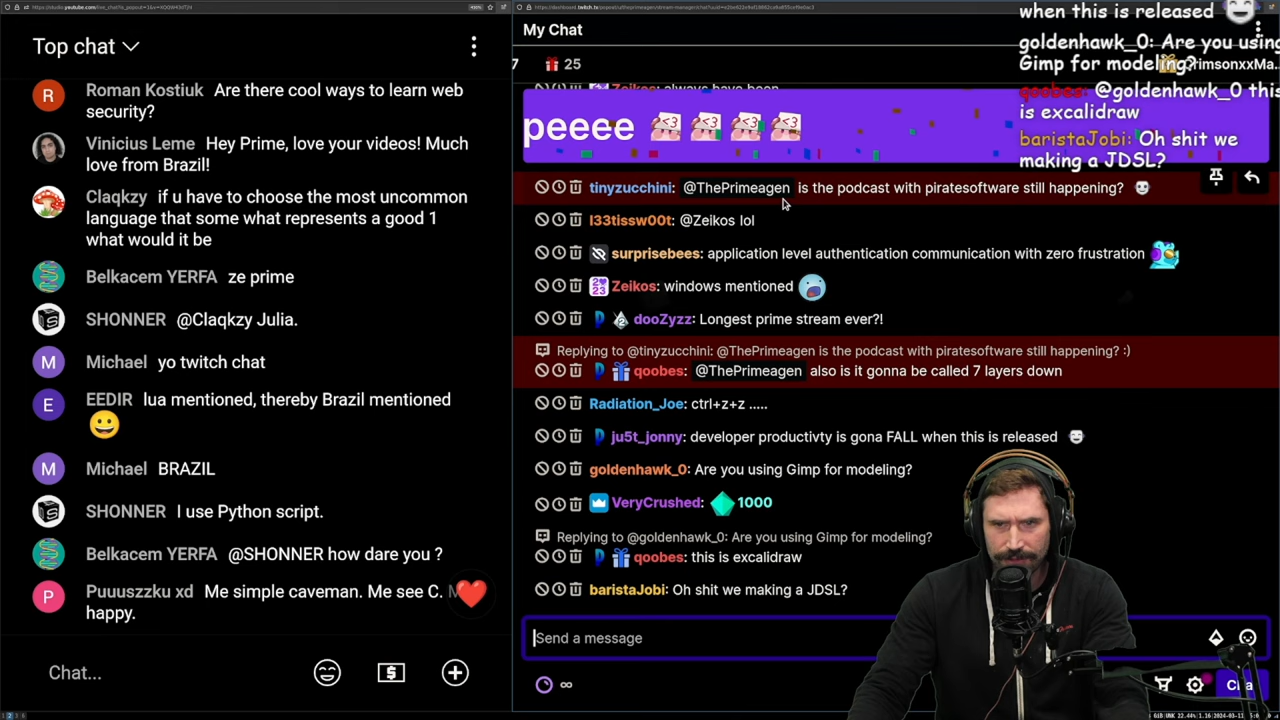 Top chat
Roman Kostiuk Are there cool ways to learn web
security?
Vinicius Leme Hey Prime, love your videos! Much
love from Brazil!
Claqkzy if u have to choose the most uncommon
language that some what represents a good 1
what would it be
Belkacem YERFA ze prime
SHONNER @Claqkzy Julia.
Michael yo twitch chat
EEDIR lua mentioned, thereby Brazil mentioned
Michael BRAZIL
SHONNER I use Python script.
Belkacem YERFA @SHONNER how dare you ?
Puuuszzku xd Me simple caveman. Me see C.
happy.
Chat...
My Chat
7 25
Zeikos: always have been
peeee <3 <3 <3 <3
tinyzucchini: @ThePrimeagen is the podcast with piratesoftware still happening?
l33tissw00t: @Zeikos lol
surprisebees: application level authentication communication with zero frustration
Zeikos: windows mentioned
dooZyzz: Longest prime stream ever?!
Replying to @tinyzucchini: @ThePrimeagen is the podcast with piratesoftware still happening? :)
qoobes: @ThePrimeagen also is it gonna be called 7 layers down
Radiation_Joe: ctrl+z+z .....
ju5t_jonny: developer productivty is gona FALL when this is released
goldenhawk_0: Are you using Gimp for modeling?
VeryCrushed: 1000
Replying to @goldenhawk_0: Are you using Gimp for modeling?
qoobes: this is excalidraw
baristaJobi: Oh shit we making a JDSL?
Send a message
∞
Cha
when this is released
goldenhawk_0: Are you using
Gimp for modeling?
CrimsonxxMa...
qoobes: @goldenhawk_0 this
is excalidraw
baristaJobi: Oh shit we
making a JDSL?